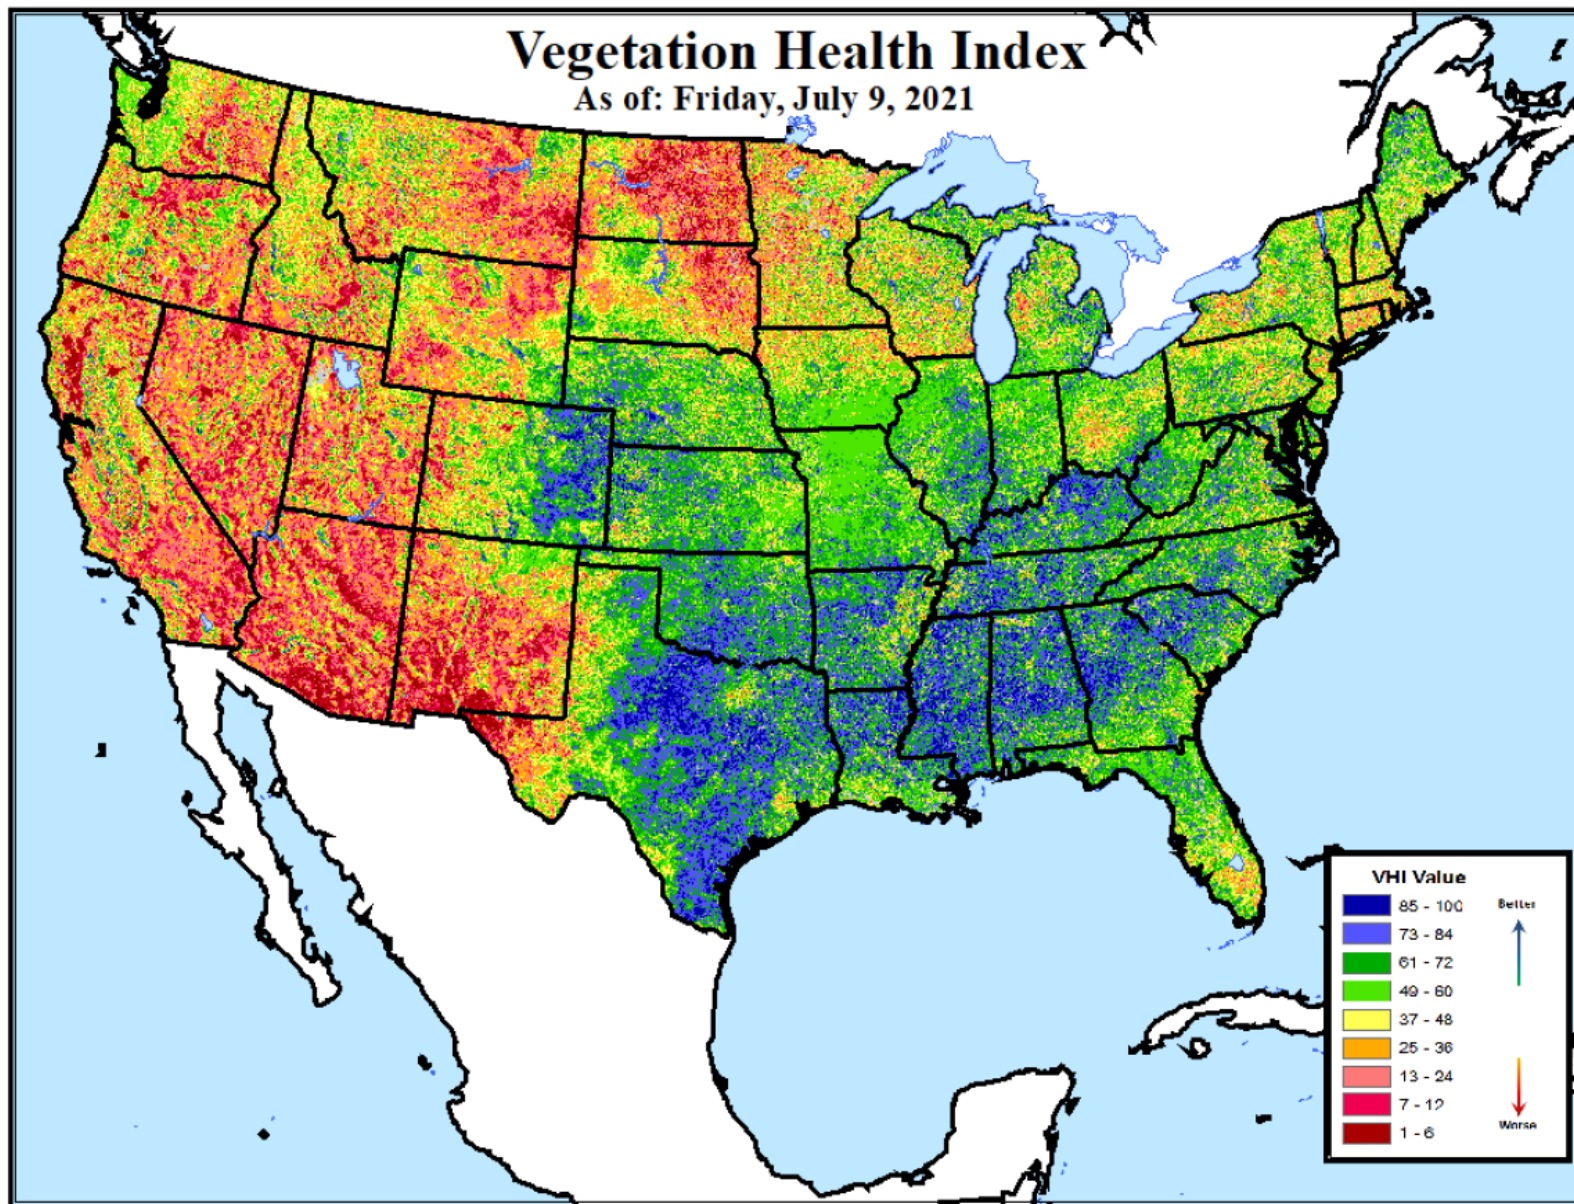 Vegetation Health Index
As of: Friday, July 9, 2021
VHI Value
85 - 100
Better
73 - 84
61 - 72
49 - 60
37 - 48
25 - 36
13 - 24
7 - 12
Worse
1 - 6